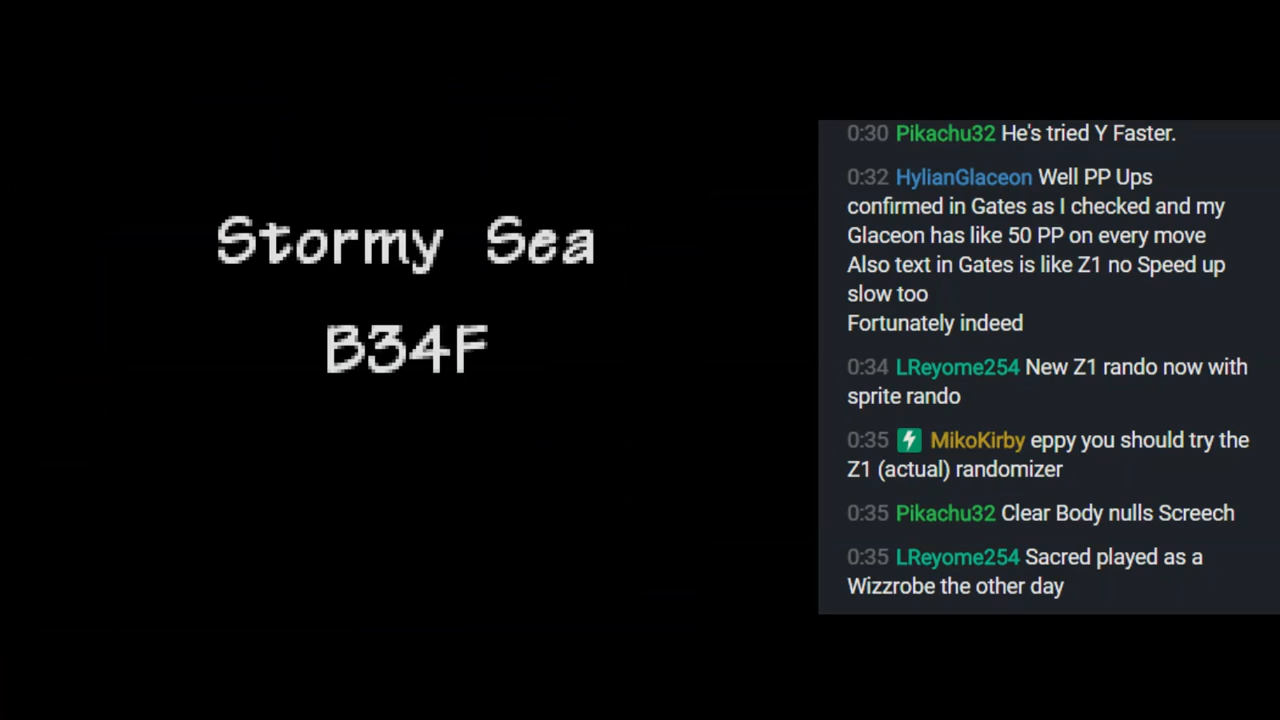 Stormy Sea
B34F
0:30 Pikachu32 He's tried Y Faster.
0:32 HylianGlaceon Well PP Ups
confirmed in Gates as I checked and my
Glaceon has like 50 PP on every move
Also text in Gates is like Z1 no Speed up
slow too
Fortunately indeed
0:34 LReyome254 New Z1 rando now with
sprite rando
0:35 MikoKirby eppy you should try the
Z1 (actual) randomizer
0:35 Pikachu32 Clear Body nulls Screech
0:35 LReyome254 Sacred played as a
Wizzrobe the other day